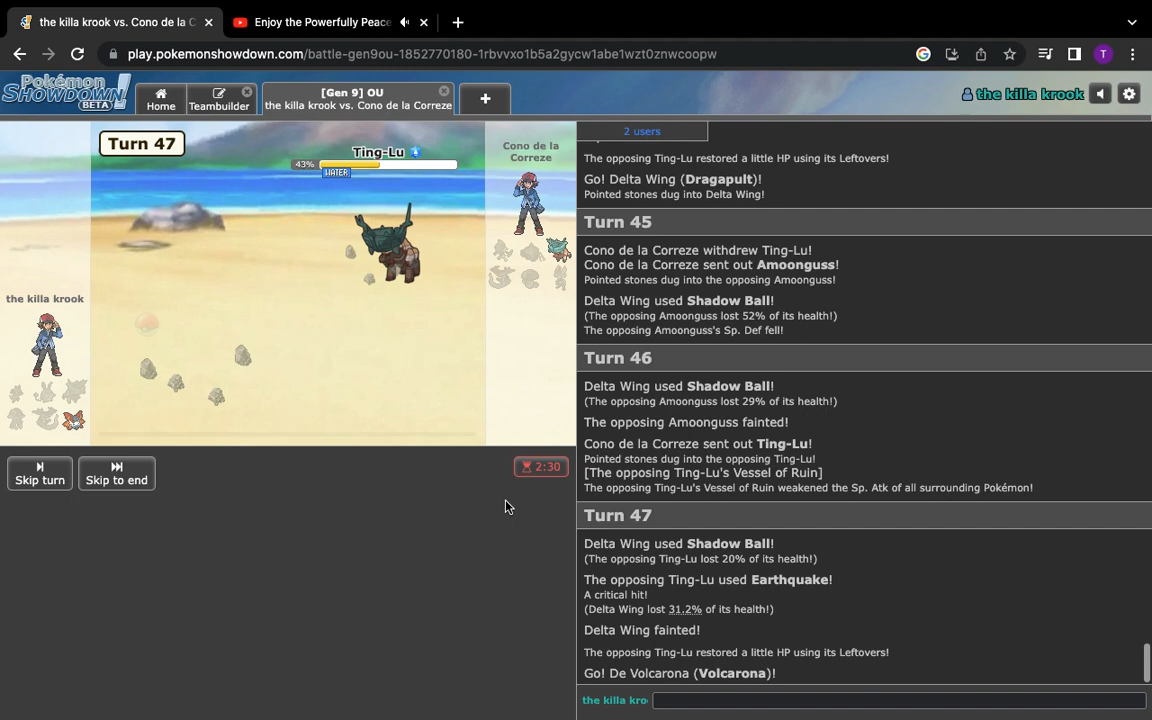 the killa krook vs. Cono de la C
Enjoy the Powerfully Peace
play.pokemonshowdown.com/battle-gen9ou-1852770180-1rbvvxo1b5a2gycw1abe1wzt0znwcoopw
T
Pokémon
SHOWDOWN!
BETA
Home
Teambuilder
[Gen 9] OU
the killa krook vs. Cono de la Correze
the killa krook
Turn 47
Ting-Lu
43%
WATER
Cono de la
Correze
the killa krook
Skip turn
Skip to end
2:30
2 users
The opposing Ting-Lu restored a little HP using its Leftovers!
Go! Delta Wing (Dragapult)!
Pointed stones dug into Delta Wing!
Turn 45
Cono de la Correze withdrew Ting-Lu!
Cono de la Correze sent out Amoonguss!
Pointed stones dug into the opposing Amoonguss!
Delta Wing used Shadow Ball!
(The opposing Amoonguss lost 52% of its health!)
The opposing Amoonguss's Sp. Def fell!
Turn 46
Delta Wing used Shadow Ball!
(The opposing Amoonguss lost 29% of its health!)
The opposing Amoonguss fainted!
Cono de la Correze sent out Ting-Lu!
Pointed stones dug into the opposing Ting-Lu!
[The opposing Ting-Lu's Vessel of Ruin]
The opposing Ting-Lu's Vessel of Ruin weakened the Sp. Atk of all surrounding Pokémon!
Turn 47
Delta Wing used Shadow Ball!
(The opposing Ting-Lu lost 20% of its health!)
The opposing Ting-Lu used Earthquake!
A critical hit!
(Delta Wing lost 31.2% of its health!)
Delta Wing fainted!
The opposing Ting-Lu restored a little HP using its Leftovers!
Go! De Volcarona (Volcarona)!
the killa kro